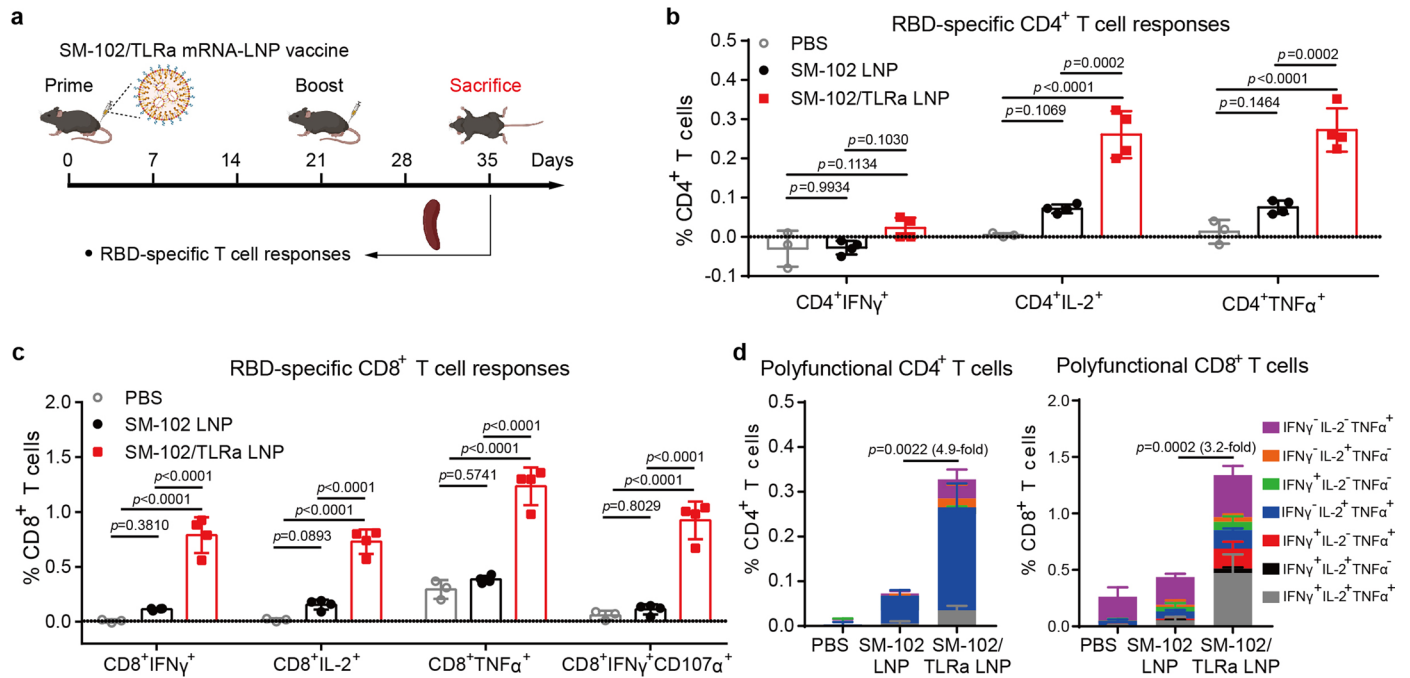 a
SM-102/TLRa mRNA-LNP vaccine
Prime
Boost
Sacrifice
0 7 14 21 28 35 Days
• RBD-specific T cell responses
b
RBD-specific CD4⁺ T cell responses
PBS
SM-102 LNP
SM-102/TLRa LNP
% CD4⁺ T cells
0.5
0.4
0.3
0.2
0.1
0.0
-0.1
p=0.1030
p=0.1134
p=0.9934
p=0.0002
p<0.0001
p=0.1069
p=0.0002
p<0.0001
p=0.1464
CD4⁺IFNγ⁺ CD4⁺IL-2⁺ CD4⁺TNFα⁺
c
RBD-specific CD8⁺ T cell responses
PBS
SM-102 LNP
SM-102/TLRa LNP
% CD8⁺ T cells
2.0
1.5
1.0
0.5
0.0
p<0.0001
p<0.0001
p=0.3810
p<0.0001
p<0.0001
p=0.0893
p<0.0001
p<0.0001
p=0.5741
p<0.0001
p<0.0001
p=0.8029
CD8⁺IFNγ⁺ CD8⁺IL-2⁺ CD8⁺TNFα⁺ CD8⁺IFNγ⁺CD107α⁺
d
Polyfunctional CD4⁺ T cells
% CD4⁺ T cells
0.5
0.4
0.3
0.2
0.1
0.0
p=0.0022 (4.9-fold)
PBS SM-102 SM-102/
LNP TLRa LNP
Polyfunctional CD8⁺ T cells
% CD8⁺ T cells
2.0
1.5
1.0
0.5
0.0
p=0.0002 (3.2-fold)
PBS SM-102 SM-102/
LNP TLRa LNP
IFNγ⁻IL-2⁻TNFα⁺
IFNγ⁻IL-2⁺TNFα⁻
IFNγ⁺IL-2⁻TNFα⁻
IFNγ⁻IL-2⁺TNFα⁺
IFNγ⁺IL-2⁻TNFα⁺
IFNγ⁺IL-2⁺TNFα⁻
IFNγ⁺IL-2⁺TNFα⁺